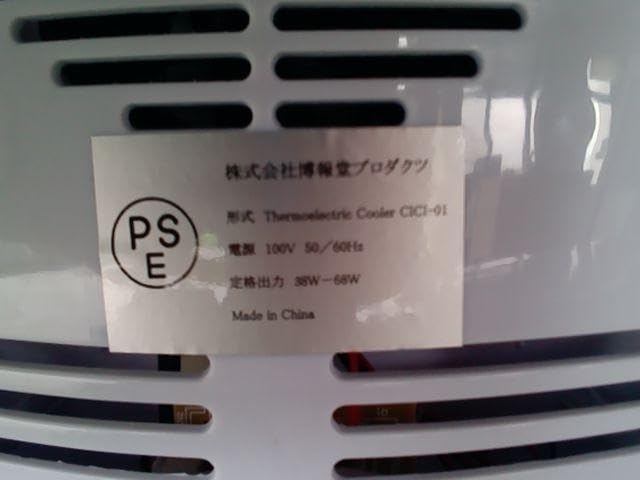 株式会社博報堂プロダクツ
PS
E
形式 Thermoelectric Cooler CICI-01
電源 100V 50/60Hz
定格出力 38W-68W
Made in China